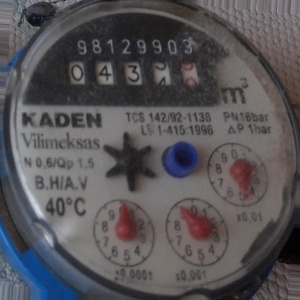 98129903
0 4 3
m³
KADEN TCS 142/92-1138 PN16bar
Vilimeksas LS 1-415:1996 ΔP 1bar
N 0,6/Qp 1,5
B.H/A.V
40°C
x0,01
x0,0001 x0,001